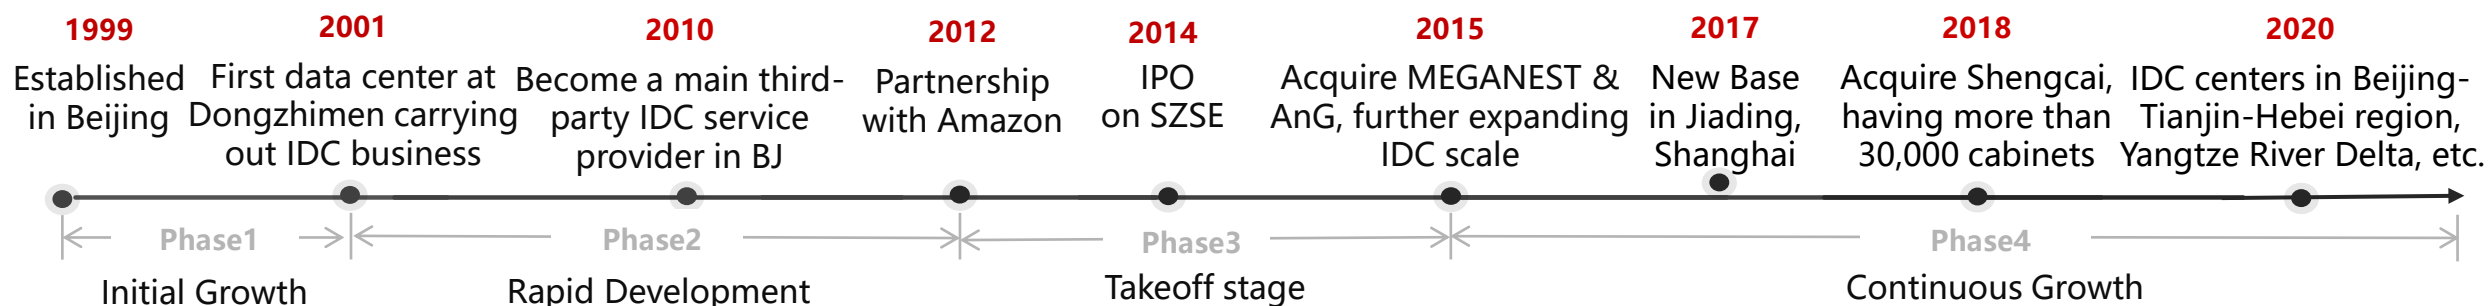 1999
Established
in Beijing
2001
First data center at
Dongzhimen carrying
out IDC business
2010
Become a main third-
party IDC service
provider in BJ
2012
Partnership
with Amazon
2014
IPO
on SZSE
2015
Acquire MEGANEST &
AnG, further expanding
IDC scale
2017
New Base
in Jiading,
Shanghai
2018
Acquire Shengcai,
having more than
30,000 cabinets
2020
IDC centers in Beijing-
Tianjin-Hebei region,
Yangtze River Delta, etc.
Phase1
Initial Growth
Phase2
Rapid Development
Phase3
Takeoff stage
Phase4
Continuous Growth